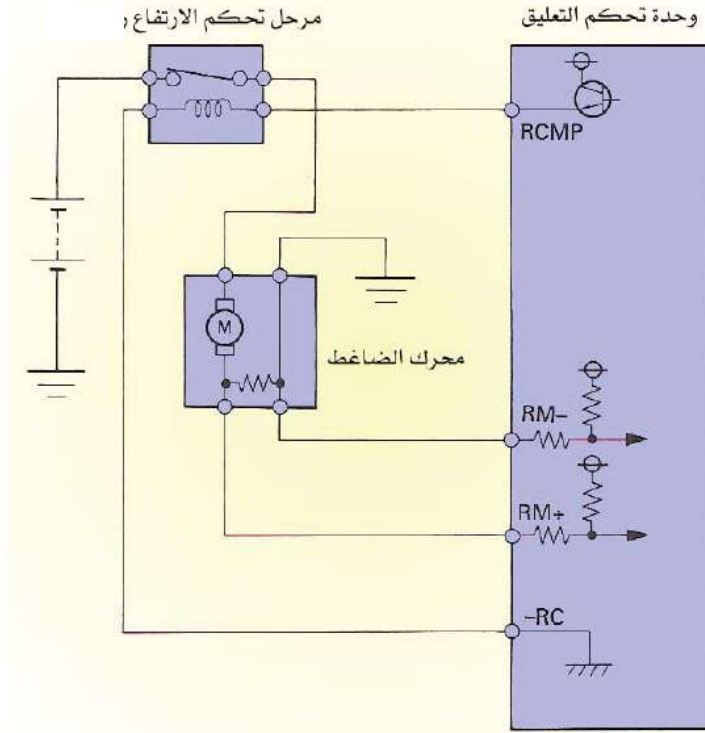 وحدة تحكم التعليق
مرحل تحكم الارتفاع
RCMP
M
محرك الضاغط
RM-
RM+
-RC